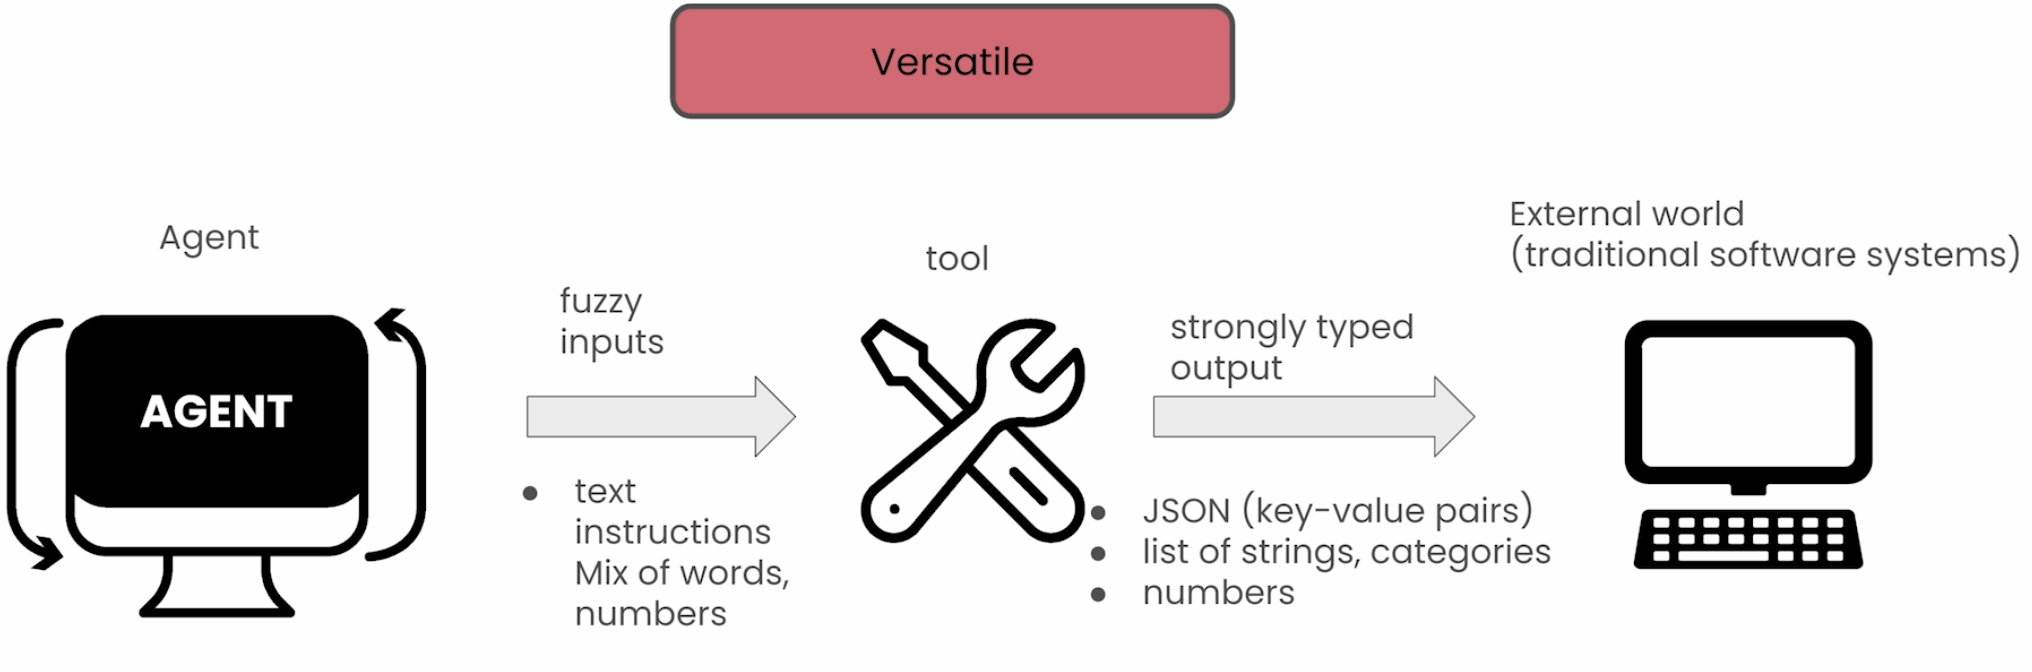 Versatile
Agent
AGENT
fuzzy
inputs
● text
instructions
Mix of words,
numbers
tool
strongly typed
output
● JSON (key-value pairs)
● list of strings, categories
● numbers
External world
(traditional software systems)